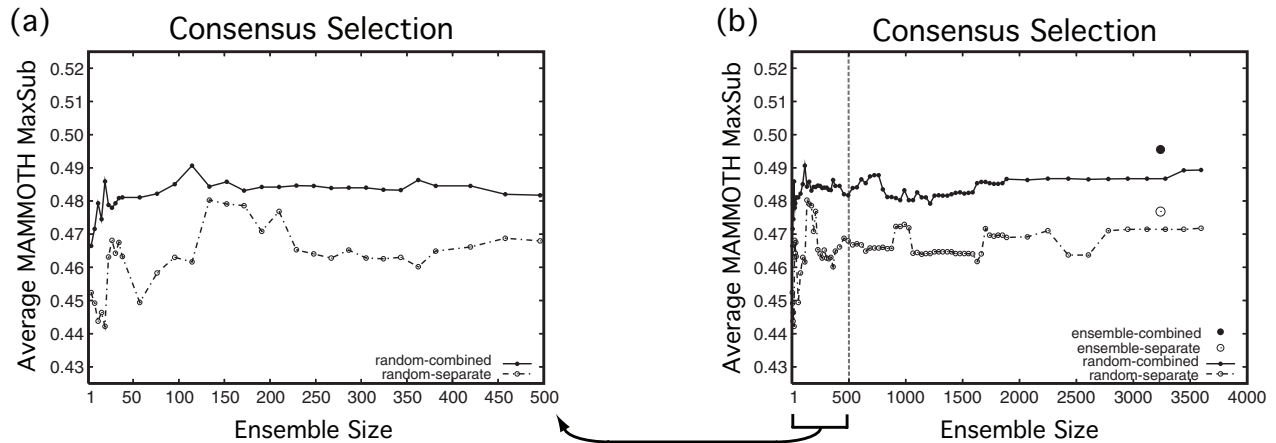 (a)
Consensus Selection
Average MAMMOTH MaxSub
0.52
0.51
0.50
0.49
0.48
0.47
0.46
0.45
0.44
0.43
random-combined
random-separate
1 50 100 150 200 250 300 350 400 450 500
Ensemble Size
(b)
Consensus Selection
Average MAMMOTH MaxSub
0.52
0.51
0.50
0.49
0.48
0.47
0.46
0.45
0.44
0.43
ensemble-combined
ensemble-separate
random-combined
random-separate
1 500 1000 1500 2000 2500 3000 3500 4000
Ensemble Size